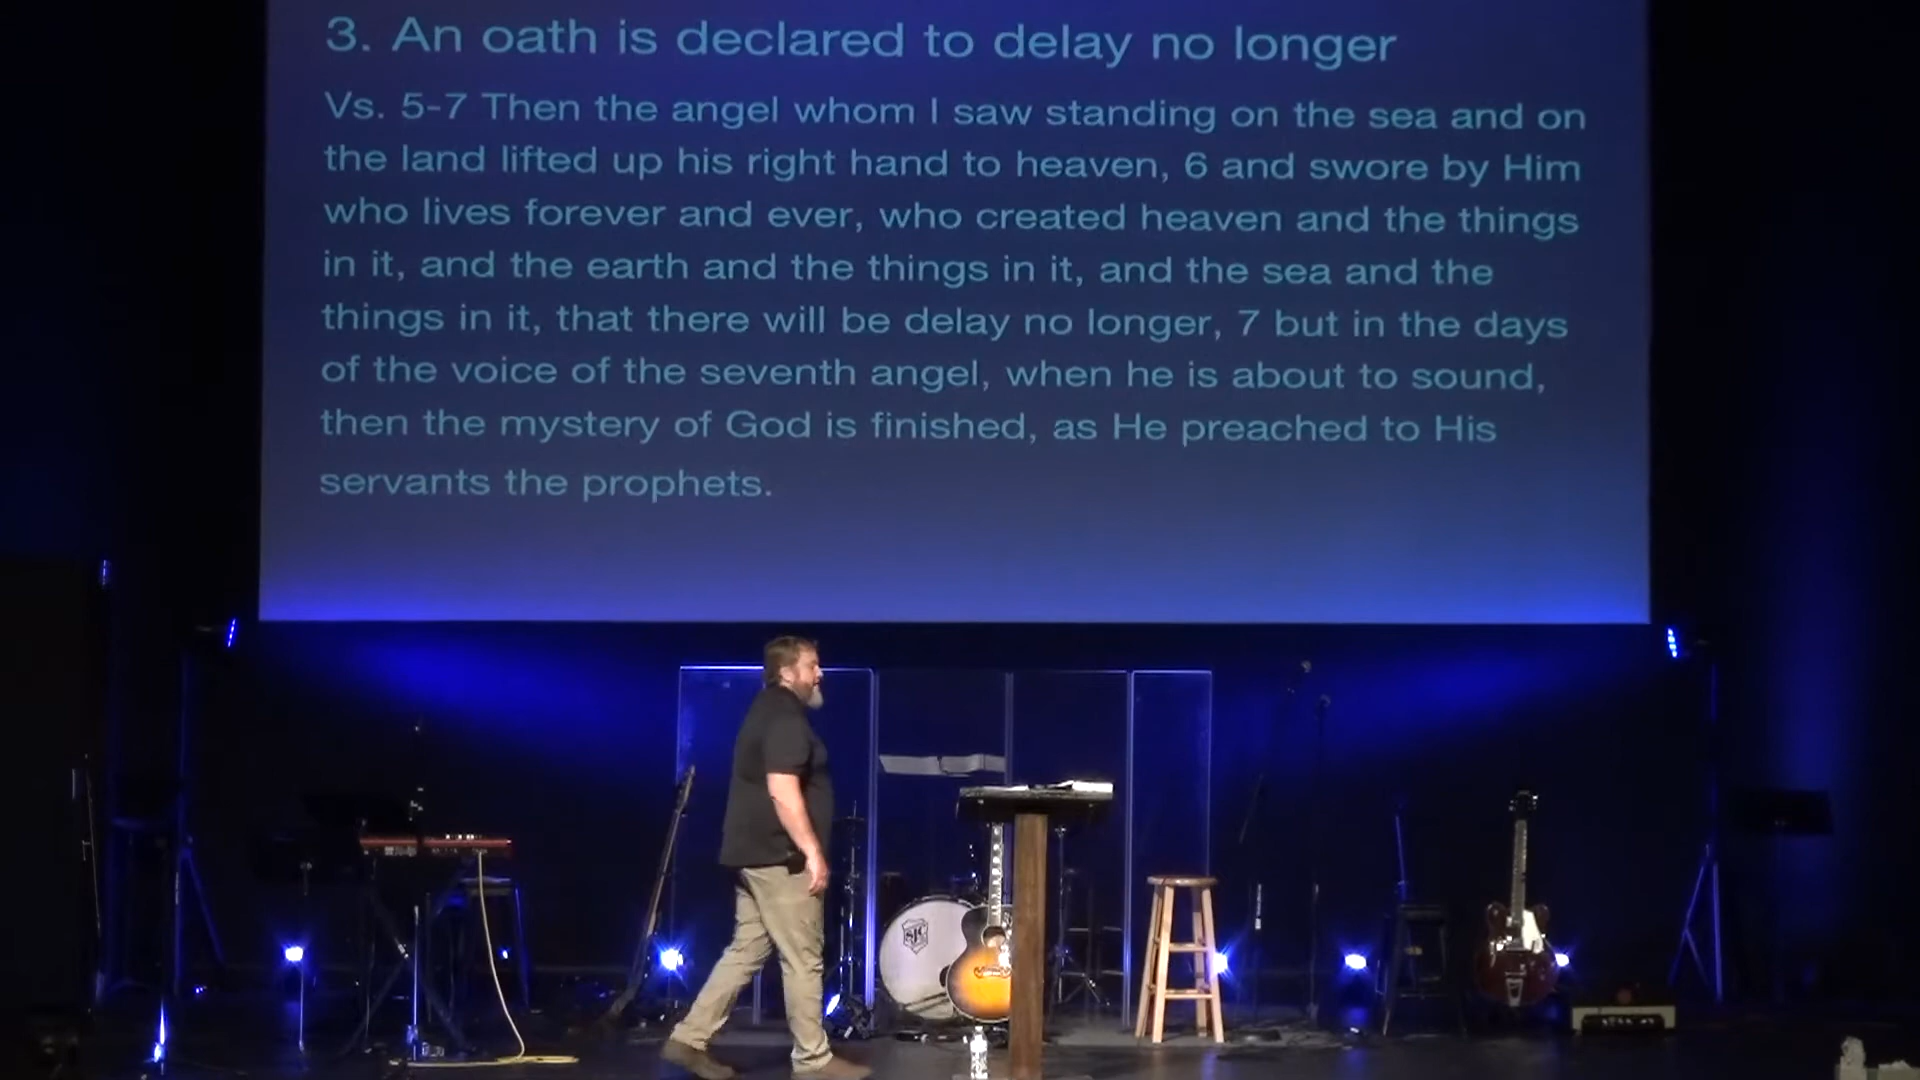 3. An oath is declared to delay no longer
Vs. 5-7 Then the angel whom I saw standing on the sea and on
the land lifted up his right hand to heaven, 6 and swore by Him
who lives forever and ever, who created heaven and the things
in it, and the earth and the things in it, and the sea and the
things in it, that there will be delay no longer, 7 but in the days
of the voice of the seventh angel, when he is about to sound,
then the mystery of God is finished, as He preached to His
servants the prophets.
SJC